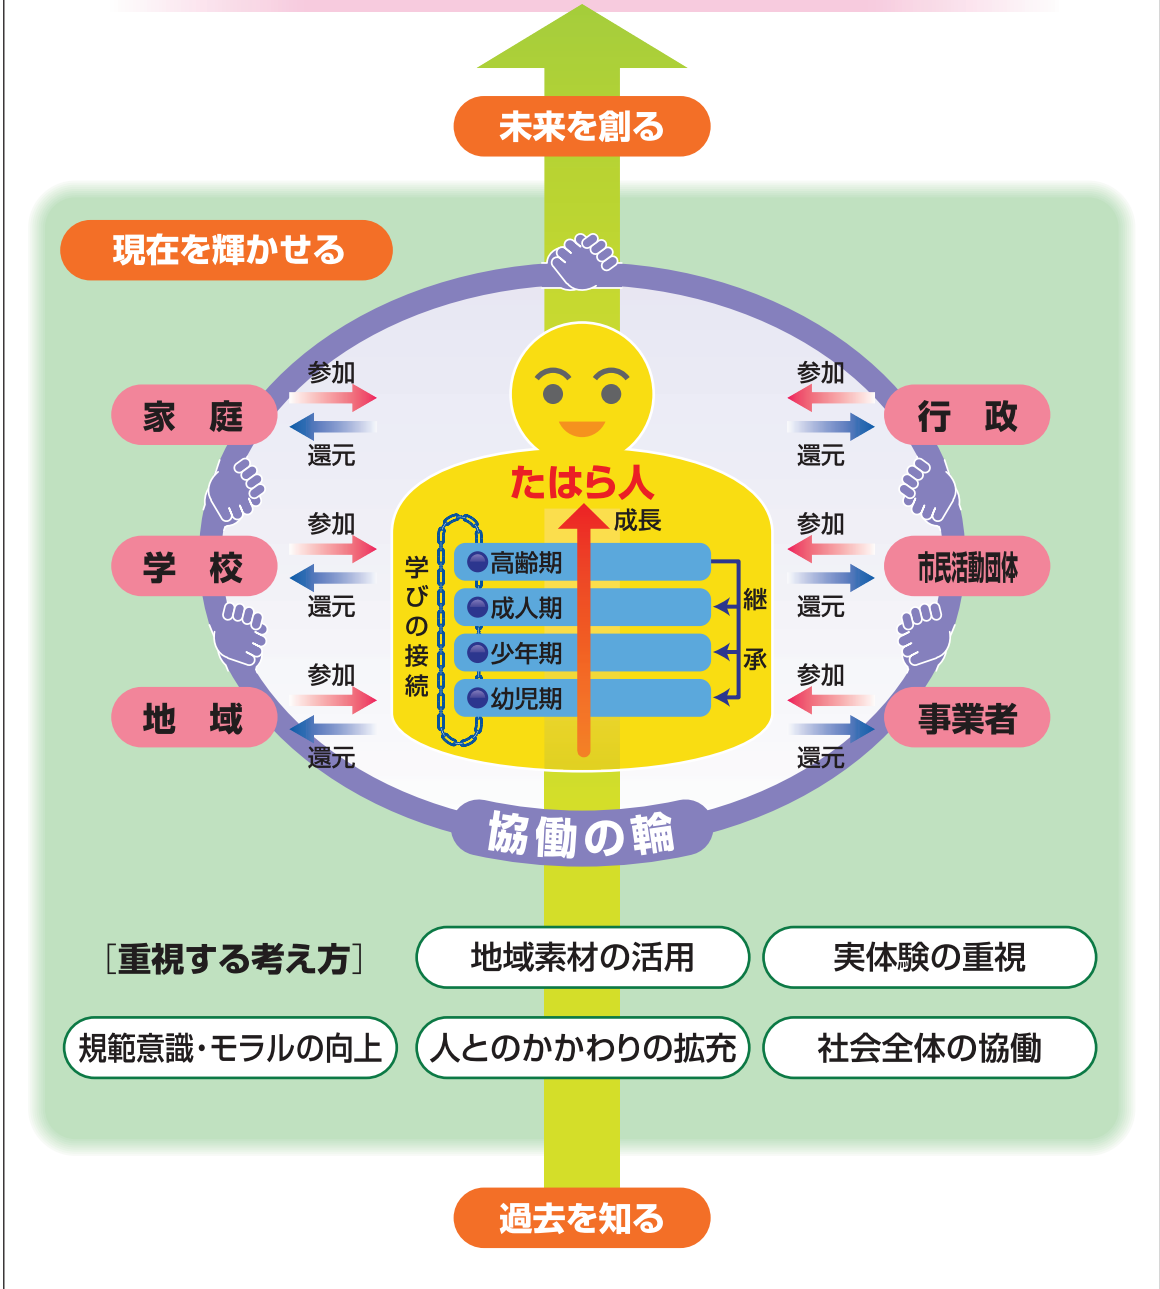 未来を創る
現在を輝かせる
参加
家 庭
還元
参加
学 校
還元
参加
地 域
還元
参加
行 政
還元
参加
市民活動団体
還元
参加
事業者
還元
たはら人
成長
学びの接続
高齢期
成人期
少年期
幼児期
継承
協働の輪
［重視する考え方］
地域素材の活用
実体験の重視
規範意識・モラルの向上
人とのかかわりの拡充
社会全体の協働
過去を知る